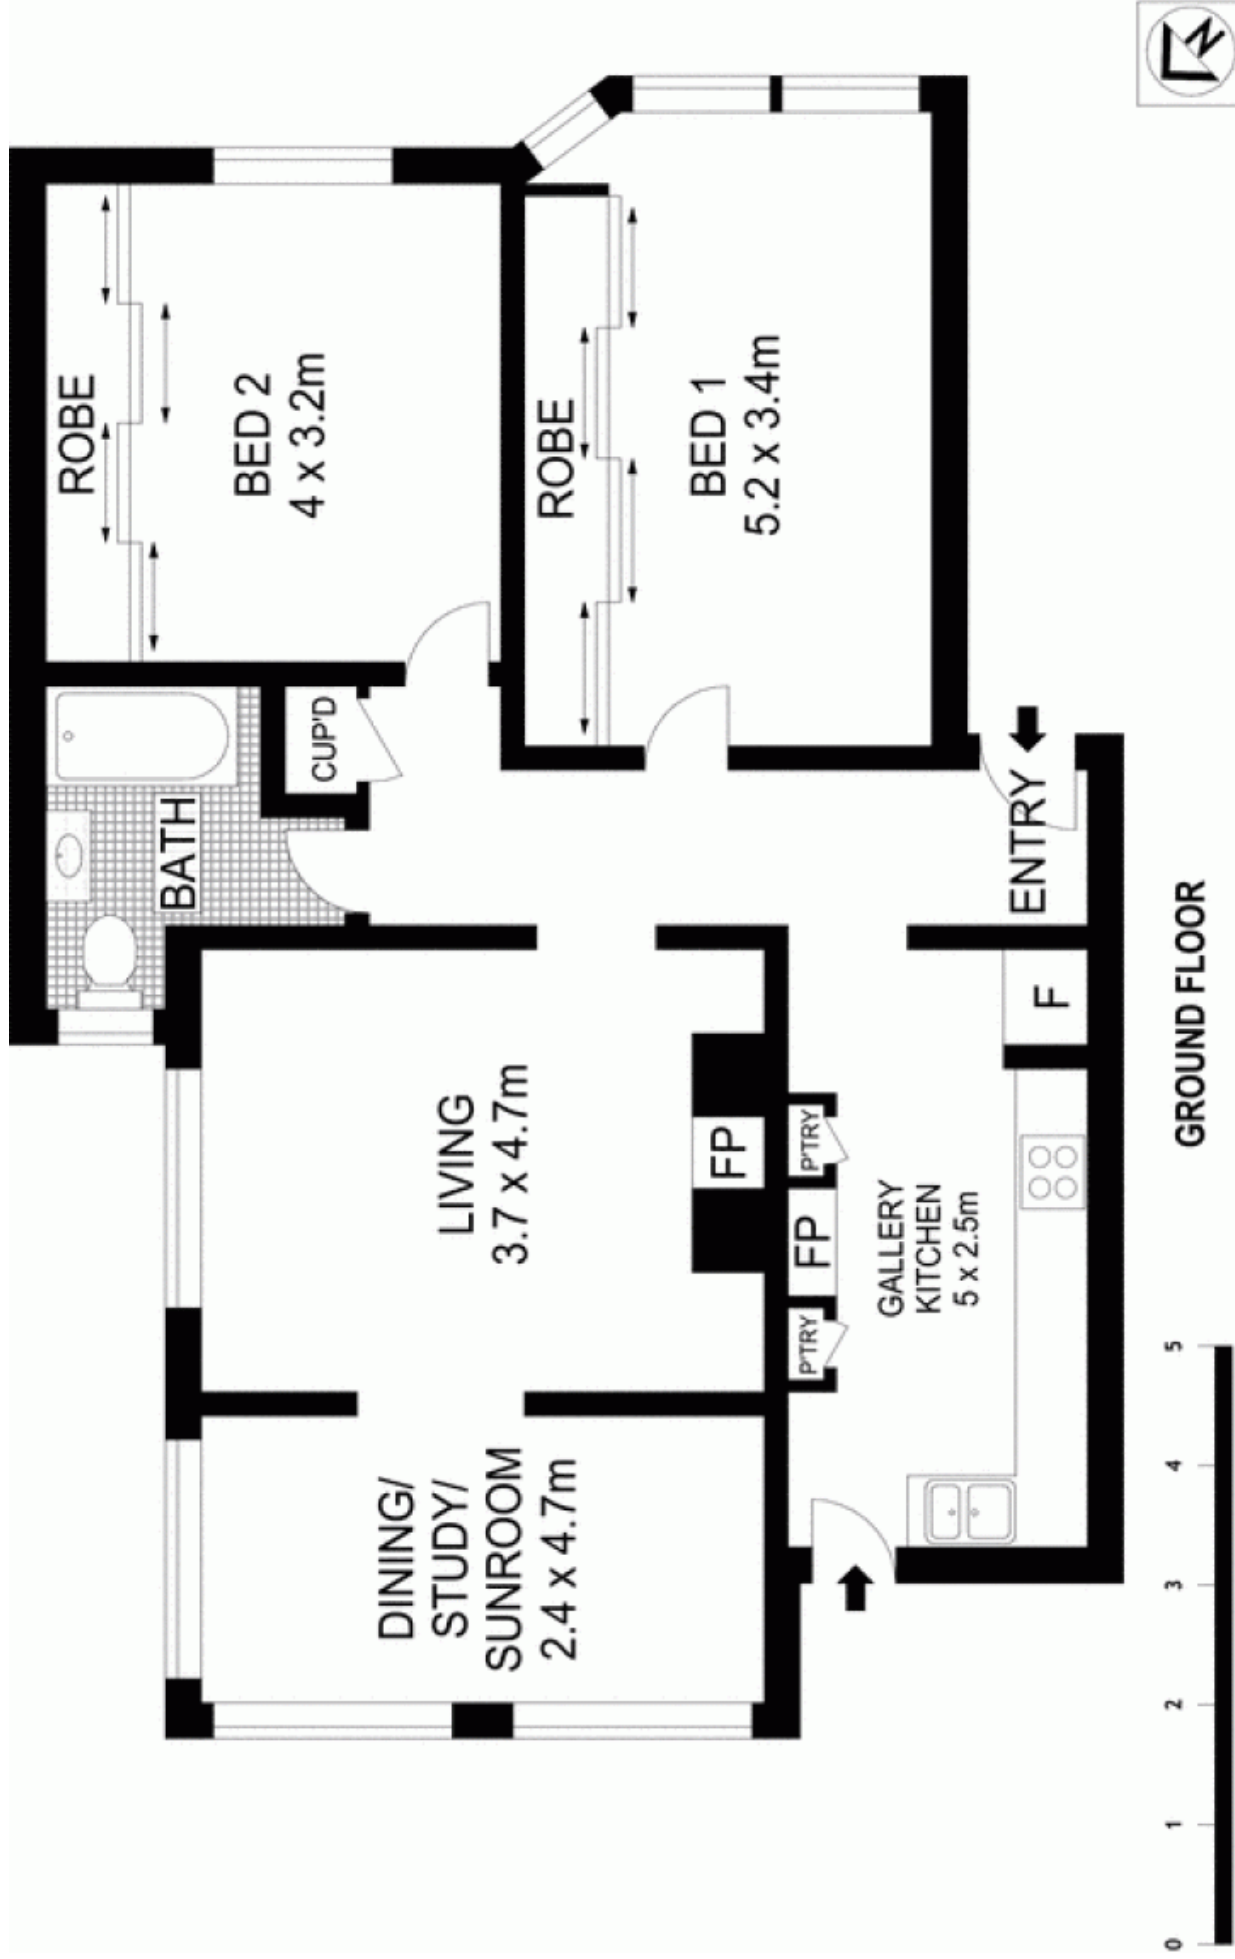 N
ROBE
BED 2
4 x 3.2m
ROBE
BED 1
5.2 x 3.4m
CUP'D
BATH
ENTRY
LIVING
3.7 x 4.7m
FP
P'TRY
FP
P'TRY
GALLERY
KITCHEN
5 x 2.5m
F
DINING/
STUDY/
SUNROOM
2.4 x 4.7m
GROUND FLOOR
0 1 2 3 4 5